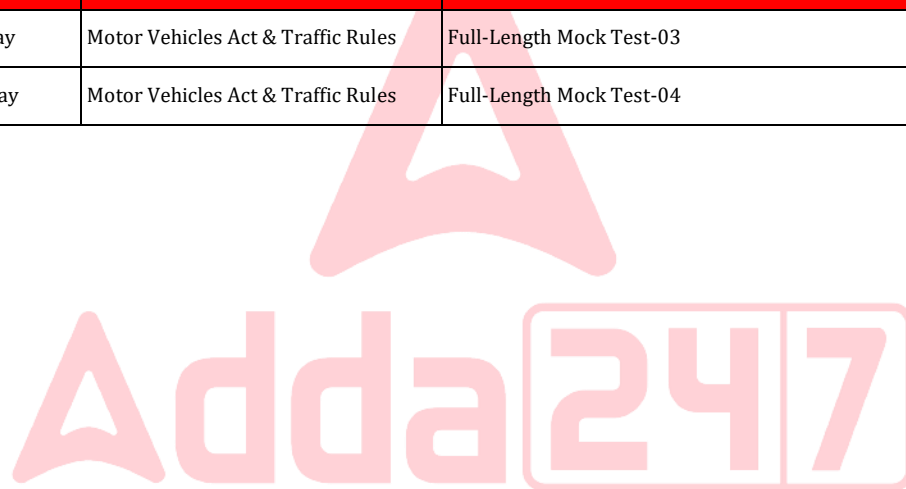 ay Motor Vehicles Act & Traffic Rules Full-Length Mock Test-03
ay Motor Vehicles Act & Traffic Rules Full-Length Mock Test-04
Adda247